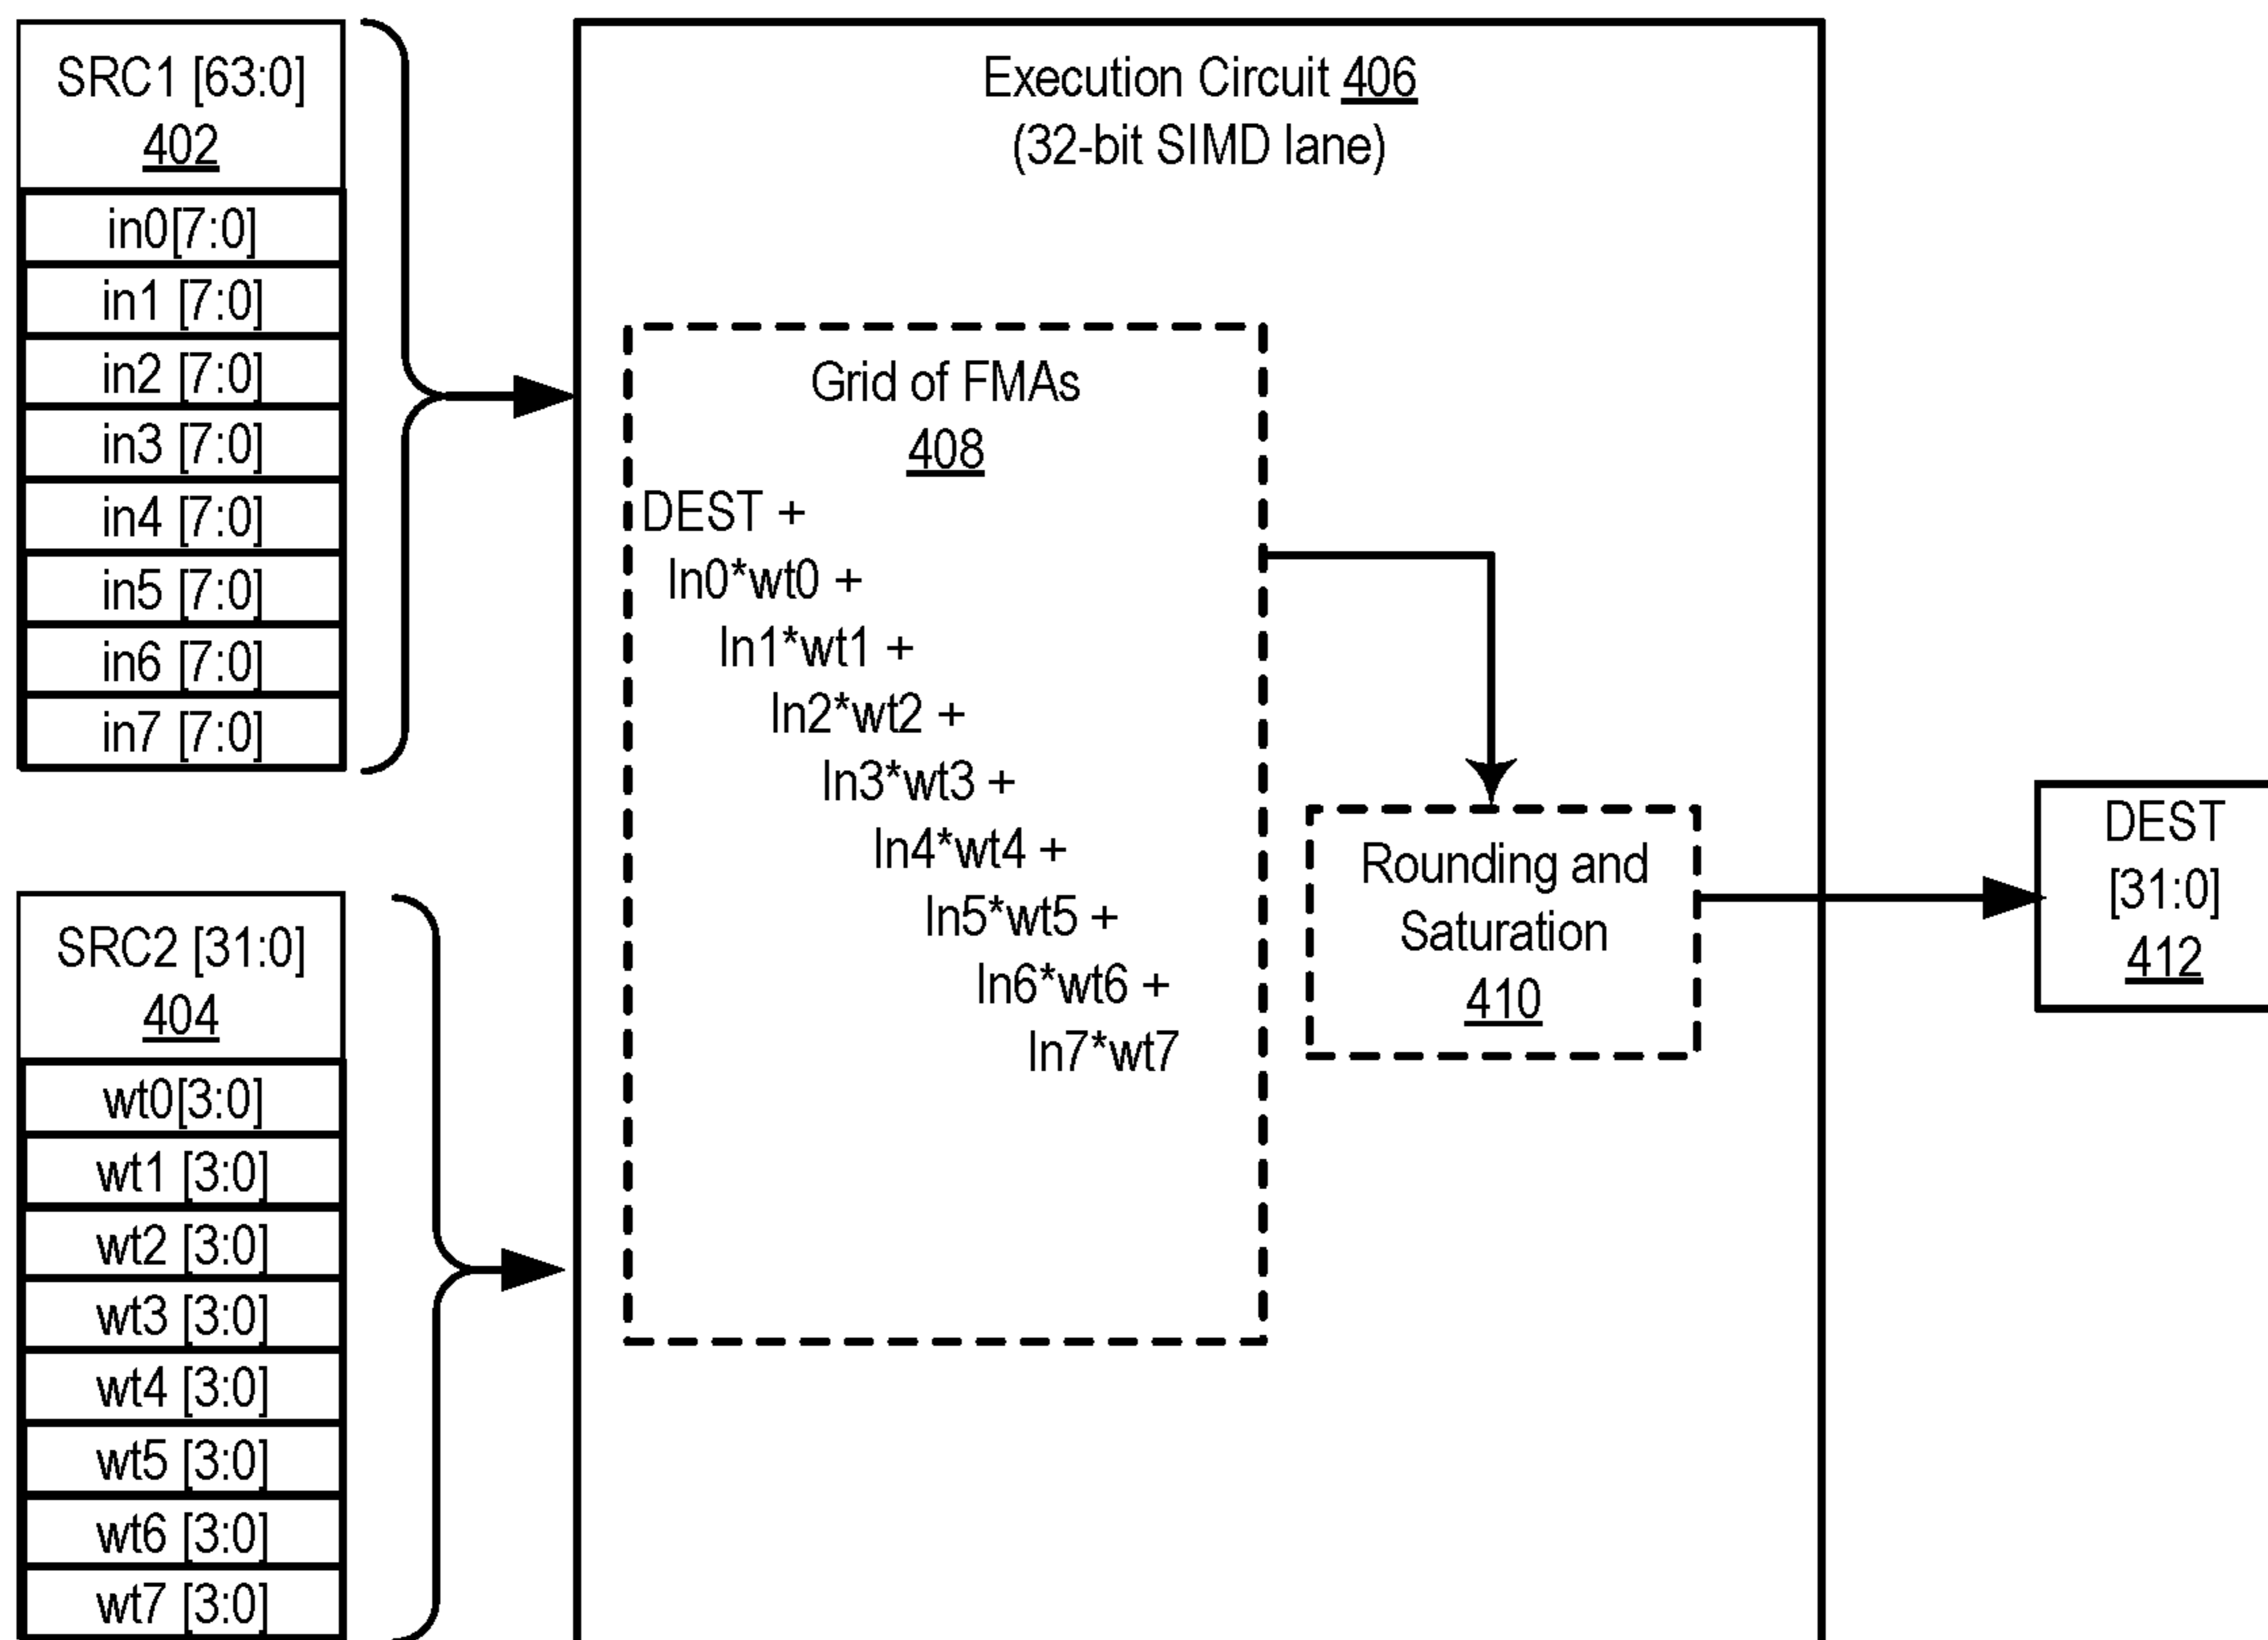 SRC1 [63:0]
402
in0[7:0]
in1 [7:0]
in2 [7:0]
in3 [7:0]
in4 [7:0]
in5 [7:0]
in6 [7:0]
in7 [7:0]
SRC2 [31:0]
404
wt0[3:0]
wt1 [3:0]
wt2 [3:0]
wt3 [3:0]
wt4 [3:0]
wt5 [3:0]
wt6 [3:0]
wt7 [3:0]
Execution Circuit 406
(32-bit SIMD lane)
Grid of FMAs
408
DEST +
In0*wt0 +
In1*wt1 +
In2*wt2 +
In3*wt3 +
In4*wt4 +
In5*wt5 +
In6*wt6 +
In7*wt7
Rounding and
Saturation
410
DEST
[31:0]
412